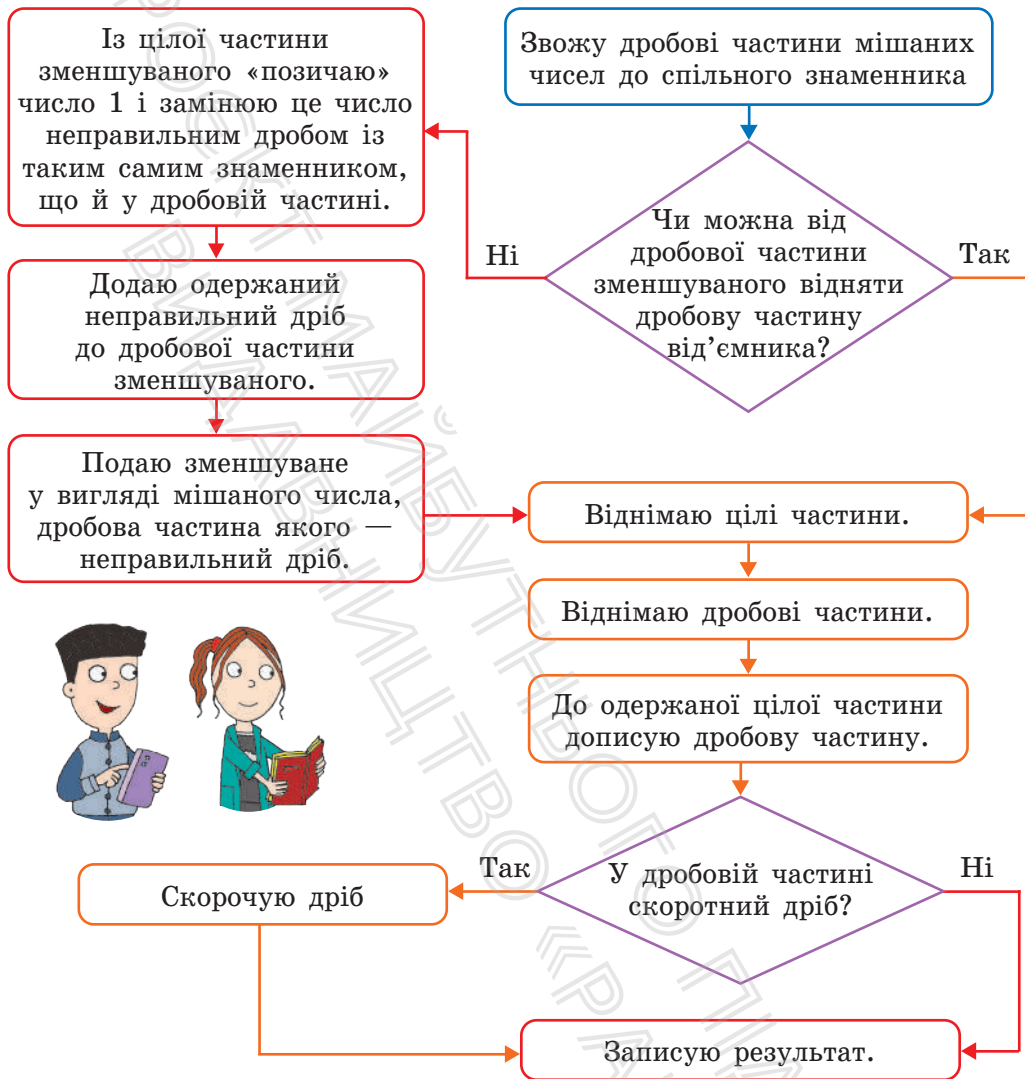 Із цілої частини
зменшуваного «позичаю»
число 1 і замінюю це число
неправильним дробом із
таким самим знаменником,
що й у дробовій частині.
Звожу дробові частини мішаних
чисел до спільного знаменника
Чи можна від
дробової частини
зменшуваного відняти
дробову частину
від’ємника?
Ні
Так
Додаю одержаний
неправильний дріб
до дробової частини
зменшуваного.
Подаю зменшуване
у вигляді мішаного числа,
дробова частина якого —
неправильний дріб.
Віднімаю цілі частини.
Віднімаю дробові частини.
До одержаної цілої частини
дописую дробову частину.
У дробовій частині
скоротний дріб?
Так
Ні
Скорочую дріб
Записую результат.
ПРОЄКТ МАЙБУТНЬОГО
ВИДАВНИЦТВО «РА